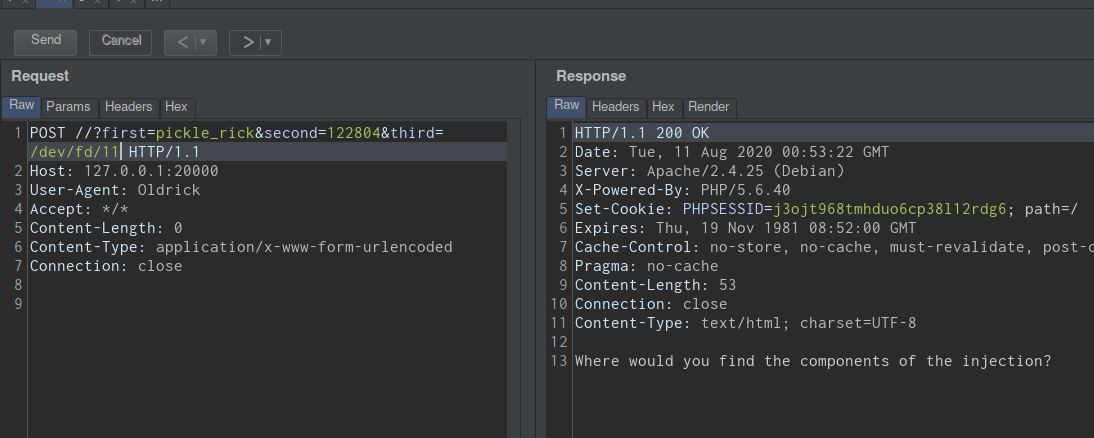 Send Cancel < | ▾ > | ▾
Request
Raw Params Headers Hex
1 POST //?first=pickle_rick&second=122804&third=
/dev/fd/11 HTTP/1.1
2 Host: 127.0.0.1:20000
3 User-Agent: Oldrick
4 Accept: */*
5 Content-Length: 0
6 Content-Type: application/x-www-form-urlencoded
7 Connection: close
8
9
Response
Raw Headers Hex Render
1 HTTP/1.1 200 OK
2 Date: Tue, 11 Aug 2020 00:53:22 GMT
3 Server: Apache/2.4.25 (Debian)
4 X-Powered-By: PHP/5.6.40
5 Set-Cookie: PHPSESSID=j3ojt968tmhduo6cp38l12rdg6; path=/
6 Expires: Thu, 19 Nov 1981 08:52:00 GMT
7 Cache-Control: no-store, no-cache, must-revalidate, post-c
8 Pragma: no-cache
9 Content-Length: 53
10 Connection: close
11 Content-Type: text/html; charset=UTF-8
12
13 Where would you find the components of the injection?